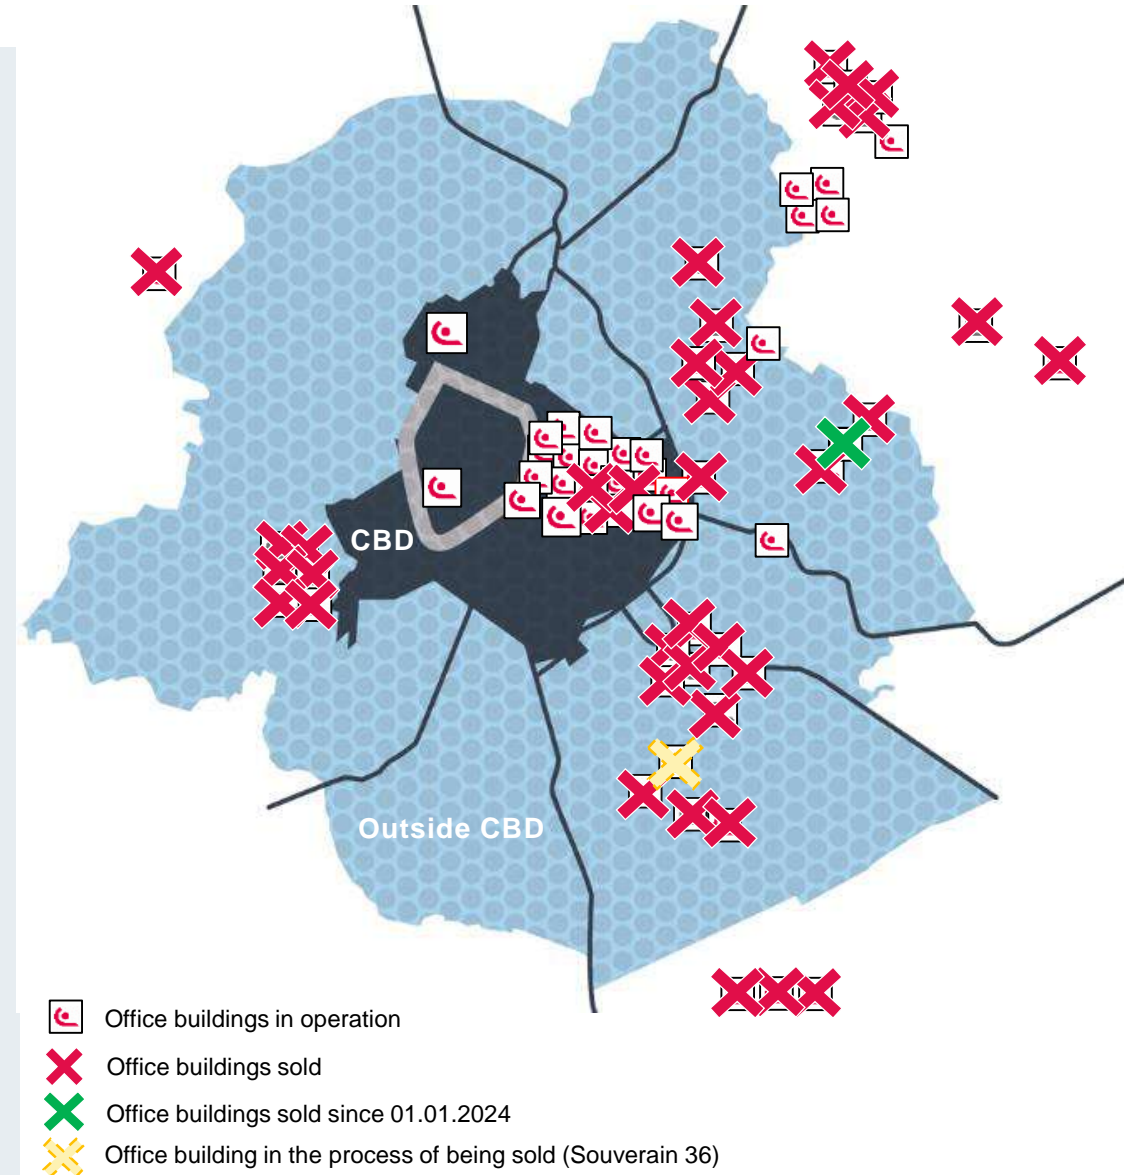 CBD
Outside CBD
Office buildings in operation
Office buildings sold
Office buildings sold since 01.01.2024
Office building in the process of being sold (Souverain 36)